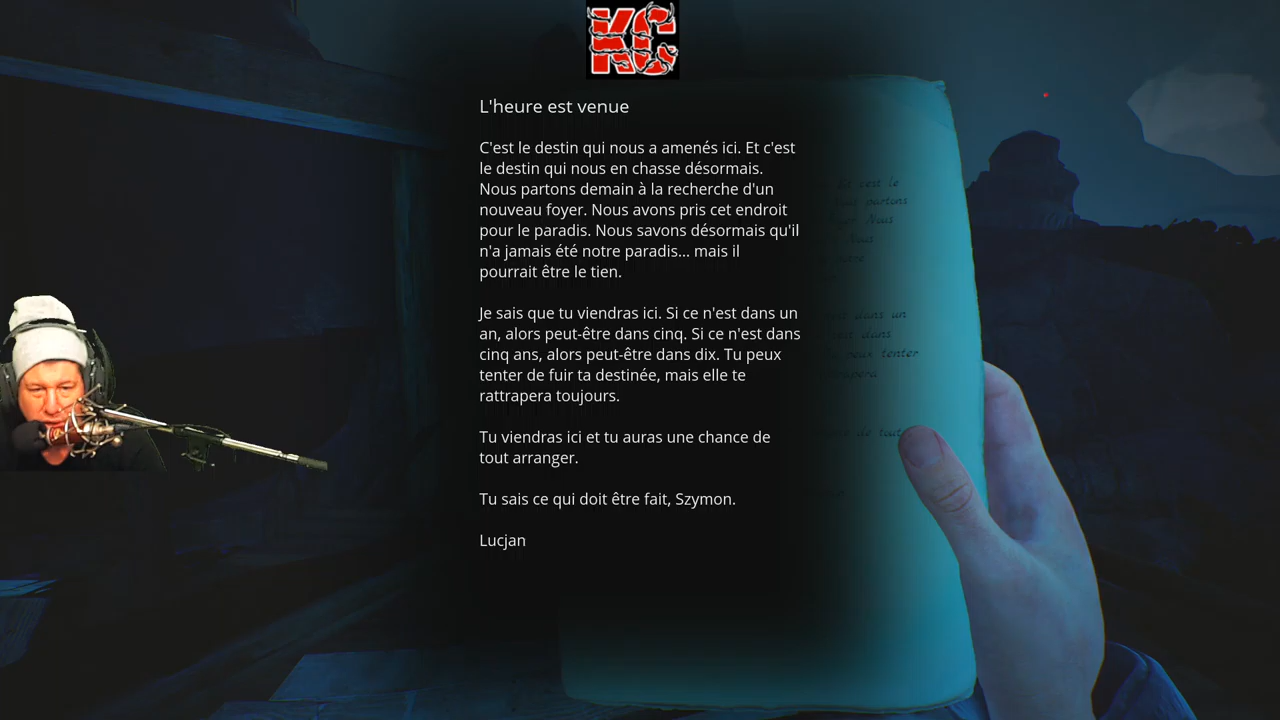 KC
L'heure est venue
C'est le destin qui nous a amenés ici. Et c'est
le destin qui nous en chasse désormais.
Nous partons demain à la recherche d'un
nouveau foyer. Nous avons pris cet endroit
pour le paradis. Nous savons désormais qu'il
n'a jamais été notre paradis... mais il
pourrait être le tien.
Je sais que tu viendras ici. Si ce n'est dans un
an, alors peut-être dans cinq. Si ce n'est dans
cinq ans, alors peut-être dans dix. Tu peux
tenter de fuir ta destinée, mais elle te
rattrapera toujours.
Tu viendras ici et tu auras une chance de
tout arranger.
Tu sais ce qui doit être fait, Szymon.
Lucjan